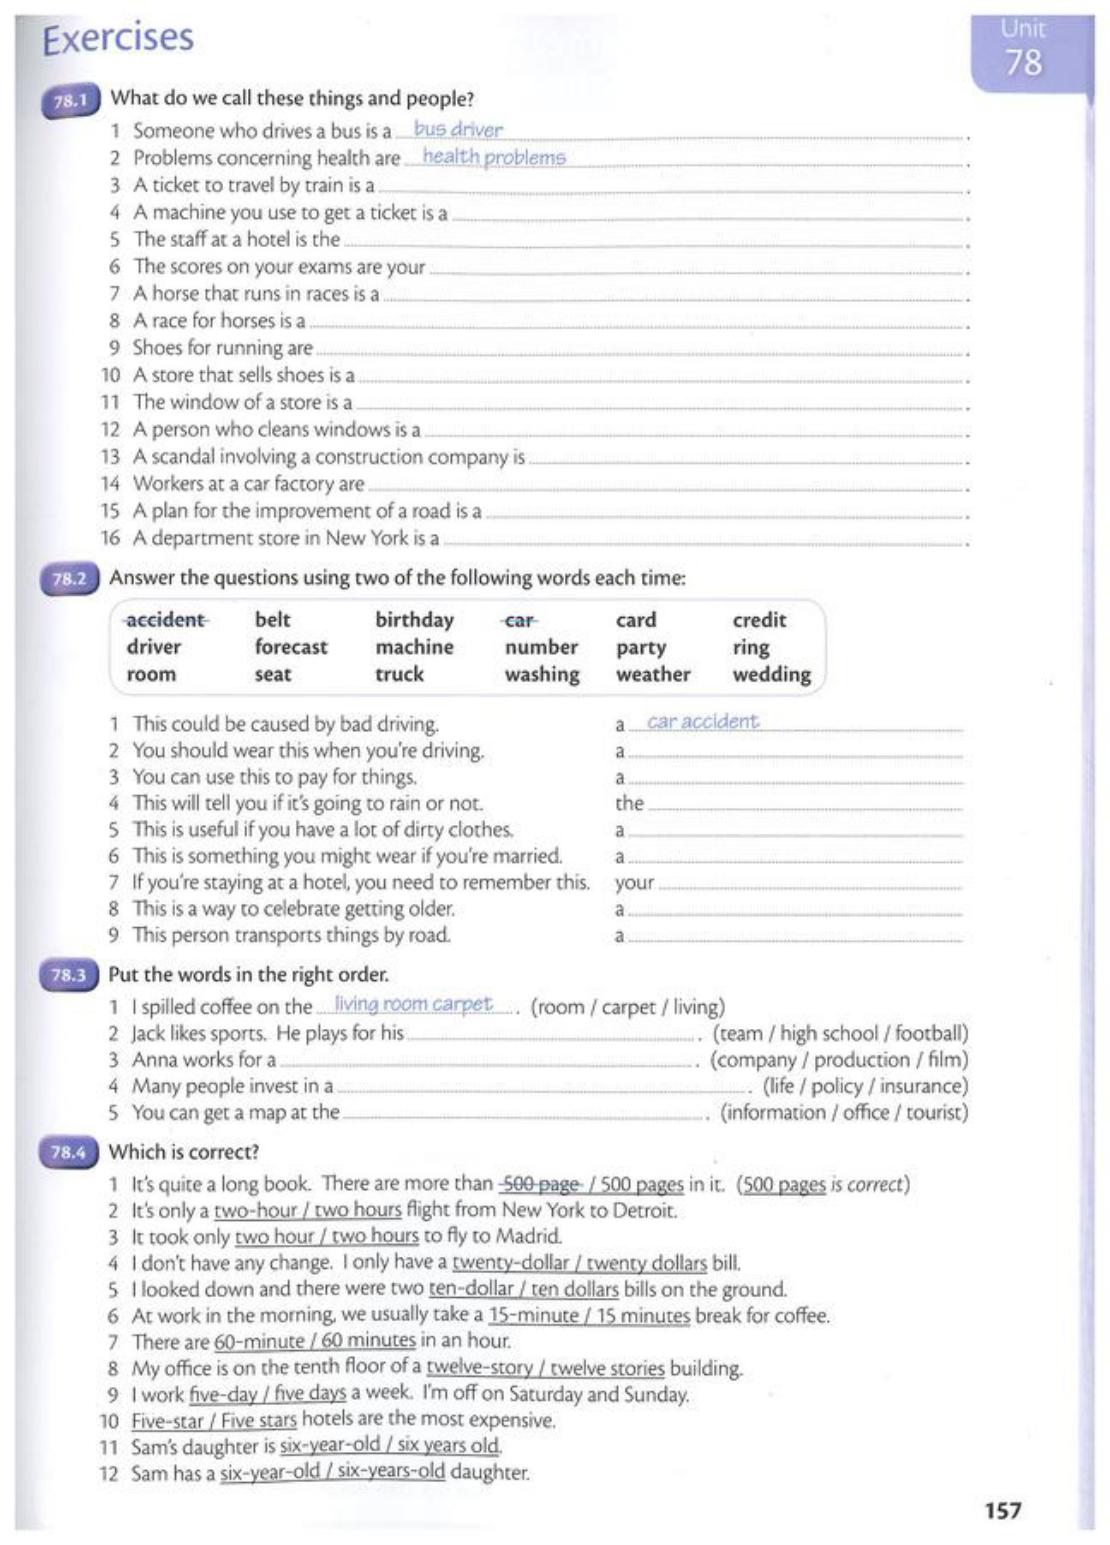 Exercises
Unit
78
78.1 What do we call these things and people?
1 Someone who drives a bus is a bus driver .
2 Problems concerning health are health problems .
3 A ticket to travel by train is a .
4 A machine you use to get a ticket is a .
5 The staff at a hotel is the .
6 The scores on your exams are your .
7 A horse that runs in races is a .
8 A race for horses is a .
9 Shoes for running are .
10 A store that sells shoes is a .
11 The window of a store is a .
12 A person who cleans windows is a .
13 A scandal involving a construction company is .
14 Workers at a car factory are .
15 A plan for the improvement of a road is a .
16 A department store in New York is a .
78.2 Answer the questions using two of the following words each time:
accident belt birthday car card credit
driver forecast machine number party ring
room seat truck washing weather wedding
1 This could be caused by bad driving. a car accident
2 You should wear this when you're driving. a
3 You can use this to pay for things. a
4 This will tell you if it's going to rain or not. the
5 This is useful if you have a lot of dirty clothes. a
6 This is something you might wear if you're married. a
7 If you're staying at a hotel, you need to remember this. your
8 This is a way to celebrate getting older. a
9 This person transports things by road. a
78.3 Put the words in the right order.
1 I spilled coffee on the living room carpet . (room / carpet / living)
2 Jack likes sports. He plays for his . (team / high school / football)
3 Anna works for a . (company / production / film)
4 Many people invest in a . (life / policy / insurance)
5 You can get a map at the . (information / office / tourist)
78.4 Which is correct?
1 It's quite a long book. There are more than 500 page / 500 pages in it. (500 pages is correct)
2 It's only a two-hour / two hours flight from New York to Detroit.
3 It took only two hour / two hours to fly to Madrid.
4 I don't have any change. I only have a twenty-dollar / twenty dollars bill.
5 I looked down and there were two ten-dollar / ten dollars bills on the ground.
6 At work in the morning, we usually take a 15-minute / 15 minutes break for coffee.
7 There are 60-minute / 60 minutes in an hour.
8 My office is on the tenth floor of a twelve-story / twelve stories building.
9 I work five-day / five days a week. I'm off on Saturday and Sunday.
10 Five-star / Five stars hotels are the most expensive.
11 Sam's daughter is six-year-old / six years old.
12 Sam has a six-year-old / six-years-old daughter.
157